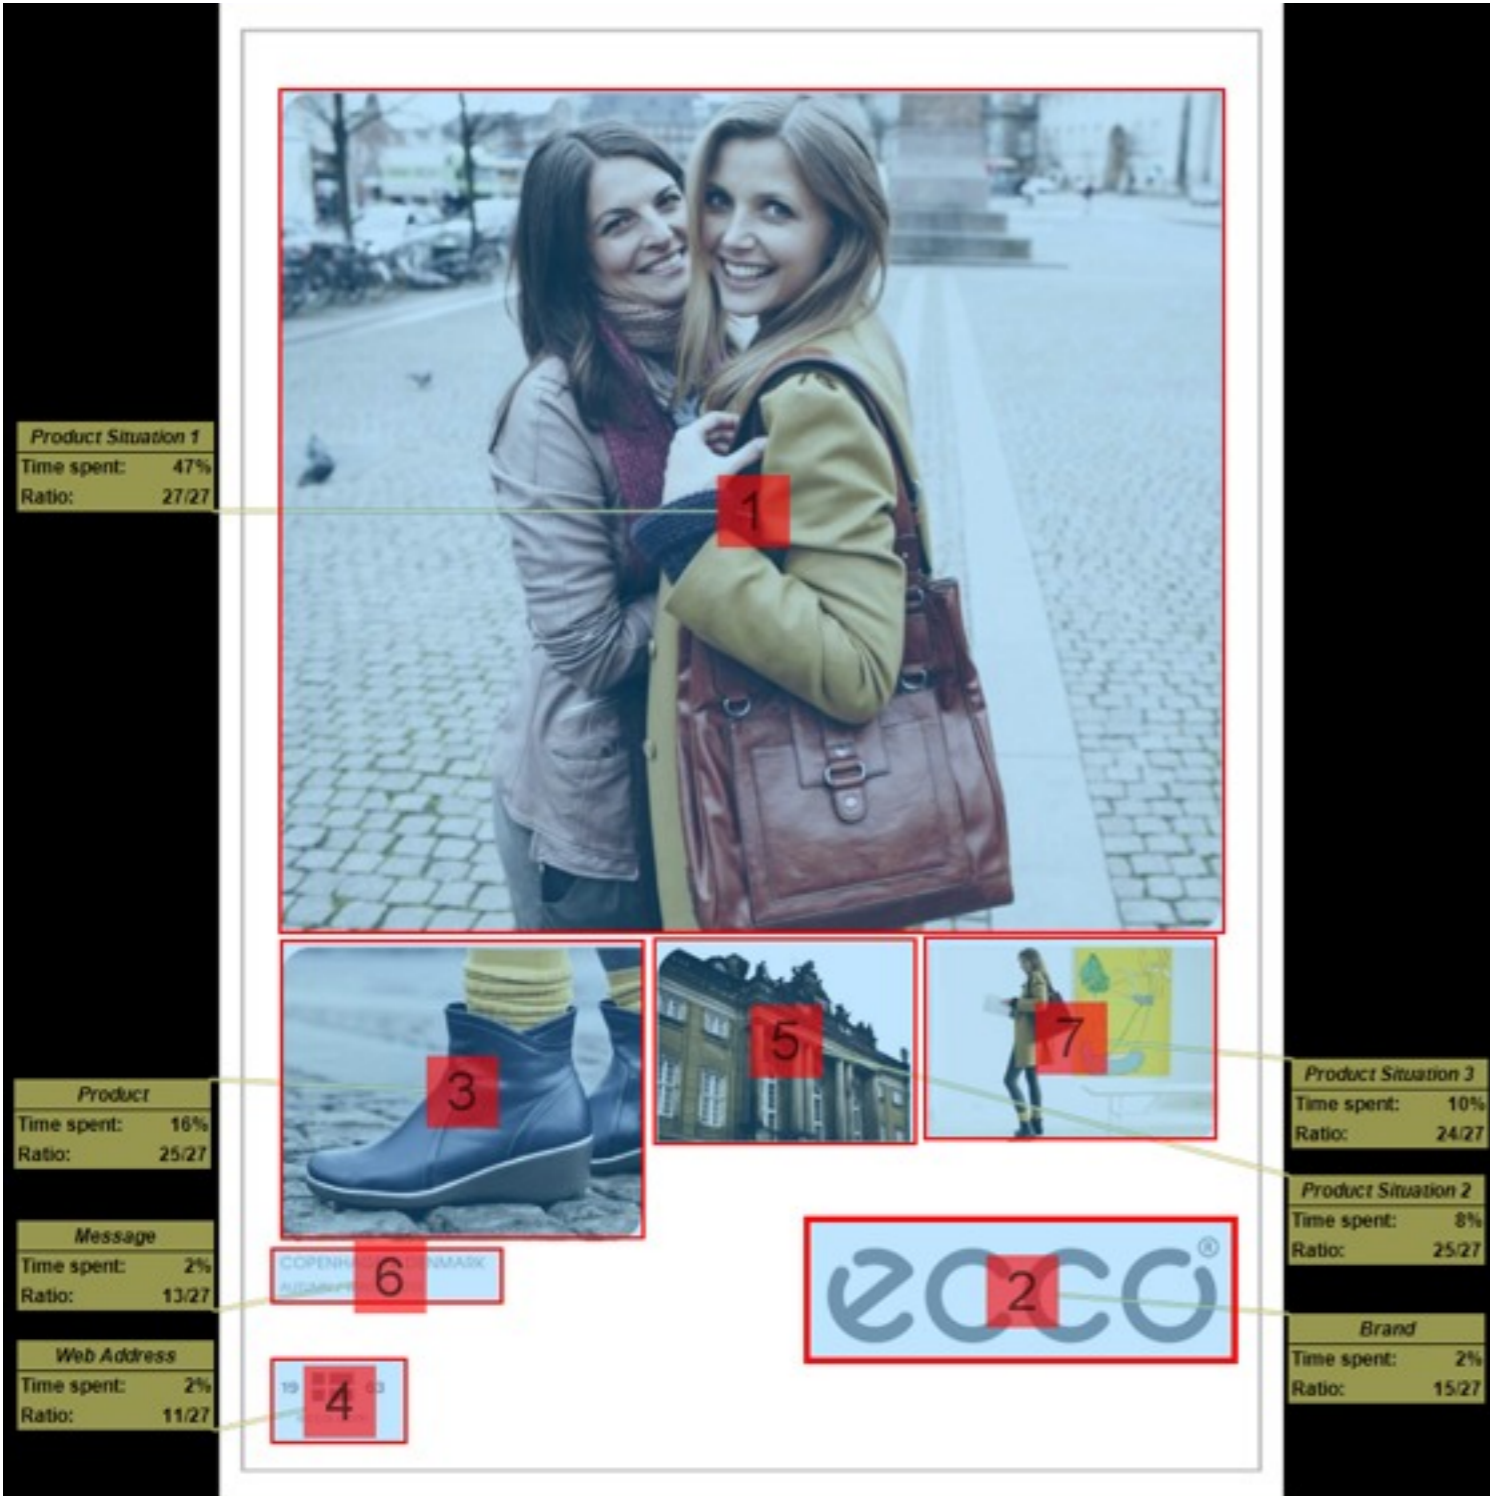 Product Situation 1
Time spent: 47%
Ratio: 27/27
1
Product
Time spent: 16%
Ratio: 25/27
3
5
7
Product Situation 3
Time spent: 10%
Ratio: 24/27
Product Situation 2
Time spent: 8%
Ratio: 25/27
Message
Time spent: 2%
Ratio: 13/27
6
ecco®
2
Brand
Time spent: 2%
Ratio: 15/27
Web Address
Time spent: 2%
Ratio: 11/27
19
4